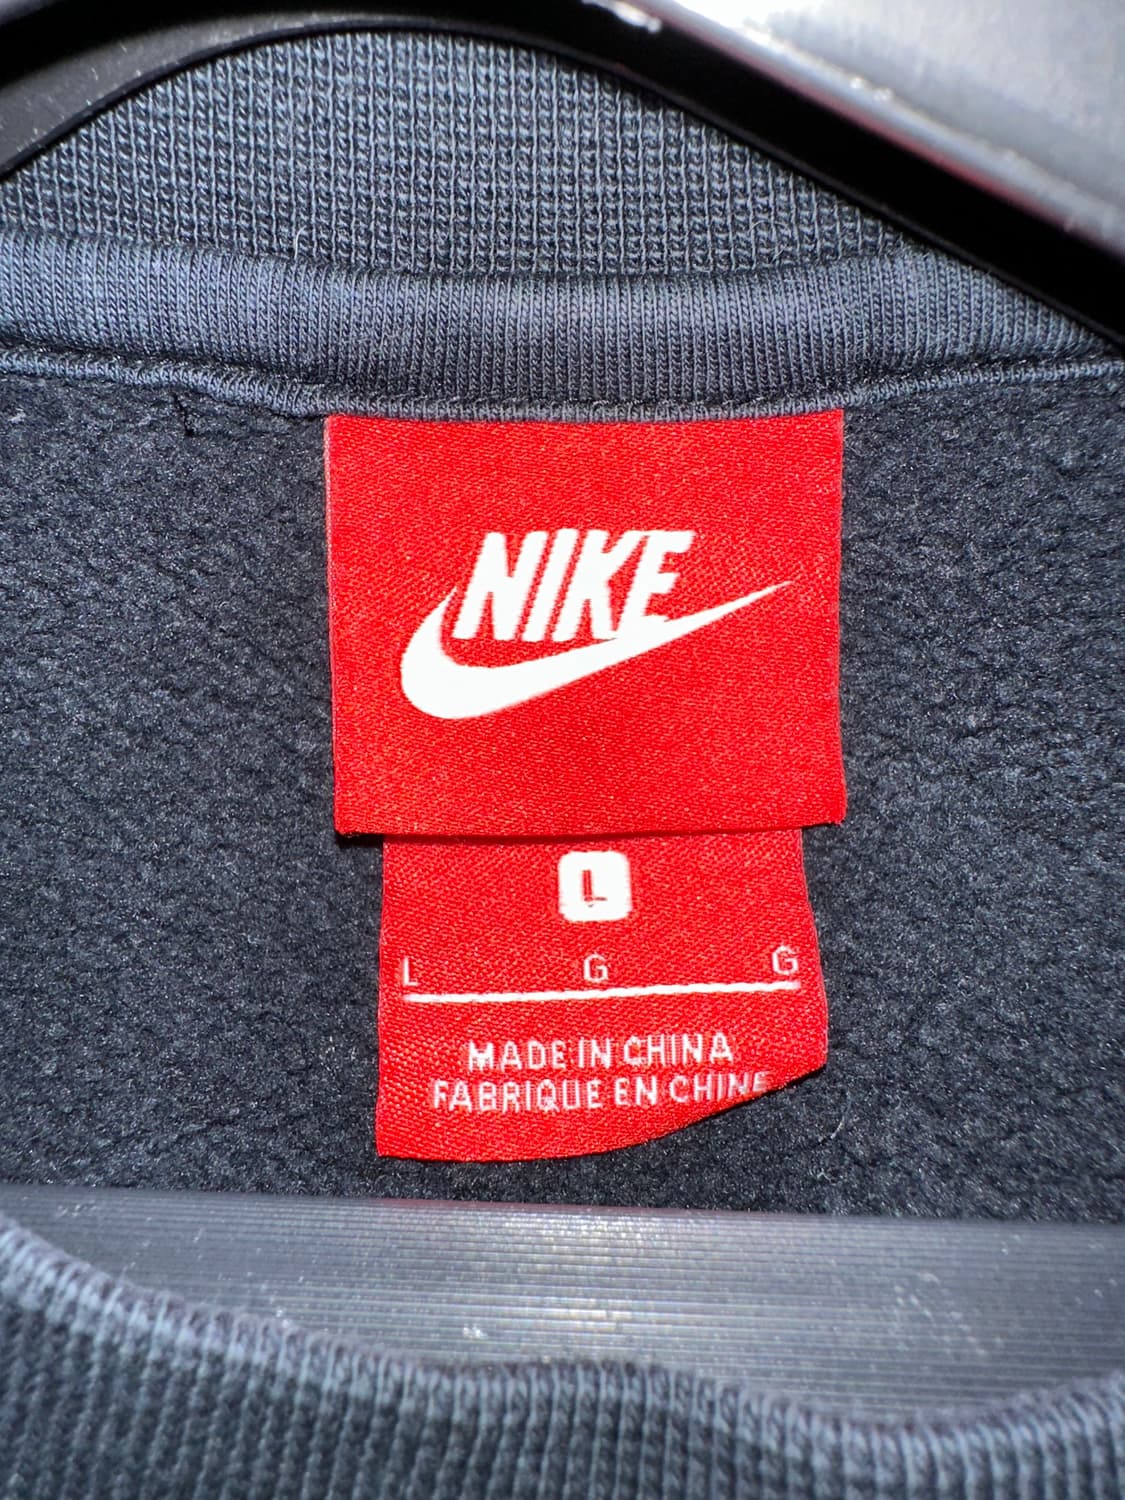 NIKE
L
L G G
MADE IN CHINA
FABRIQUE EN CHINE